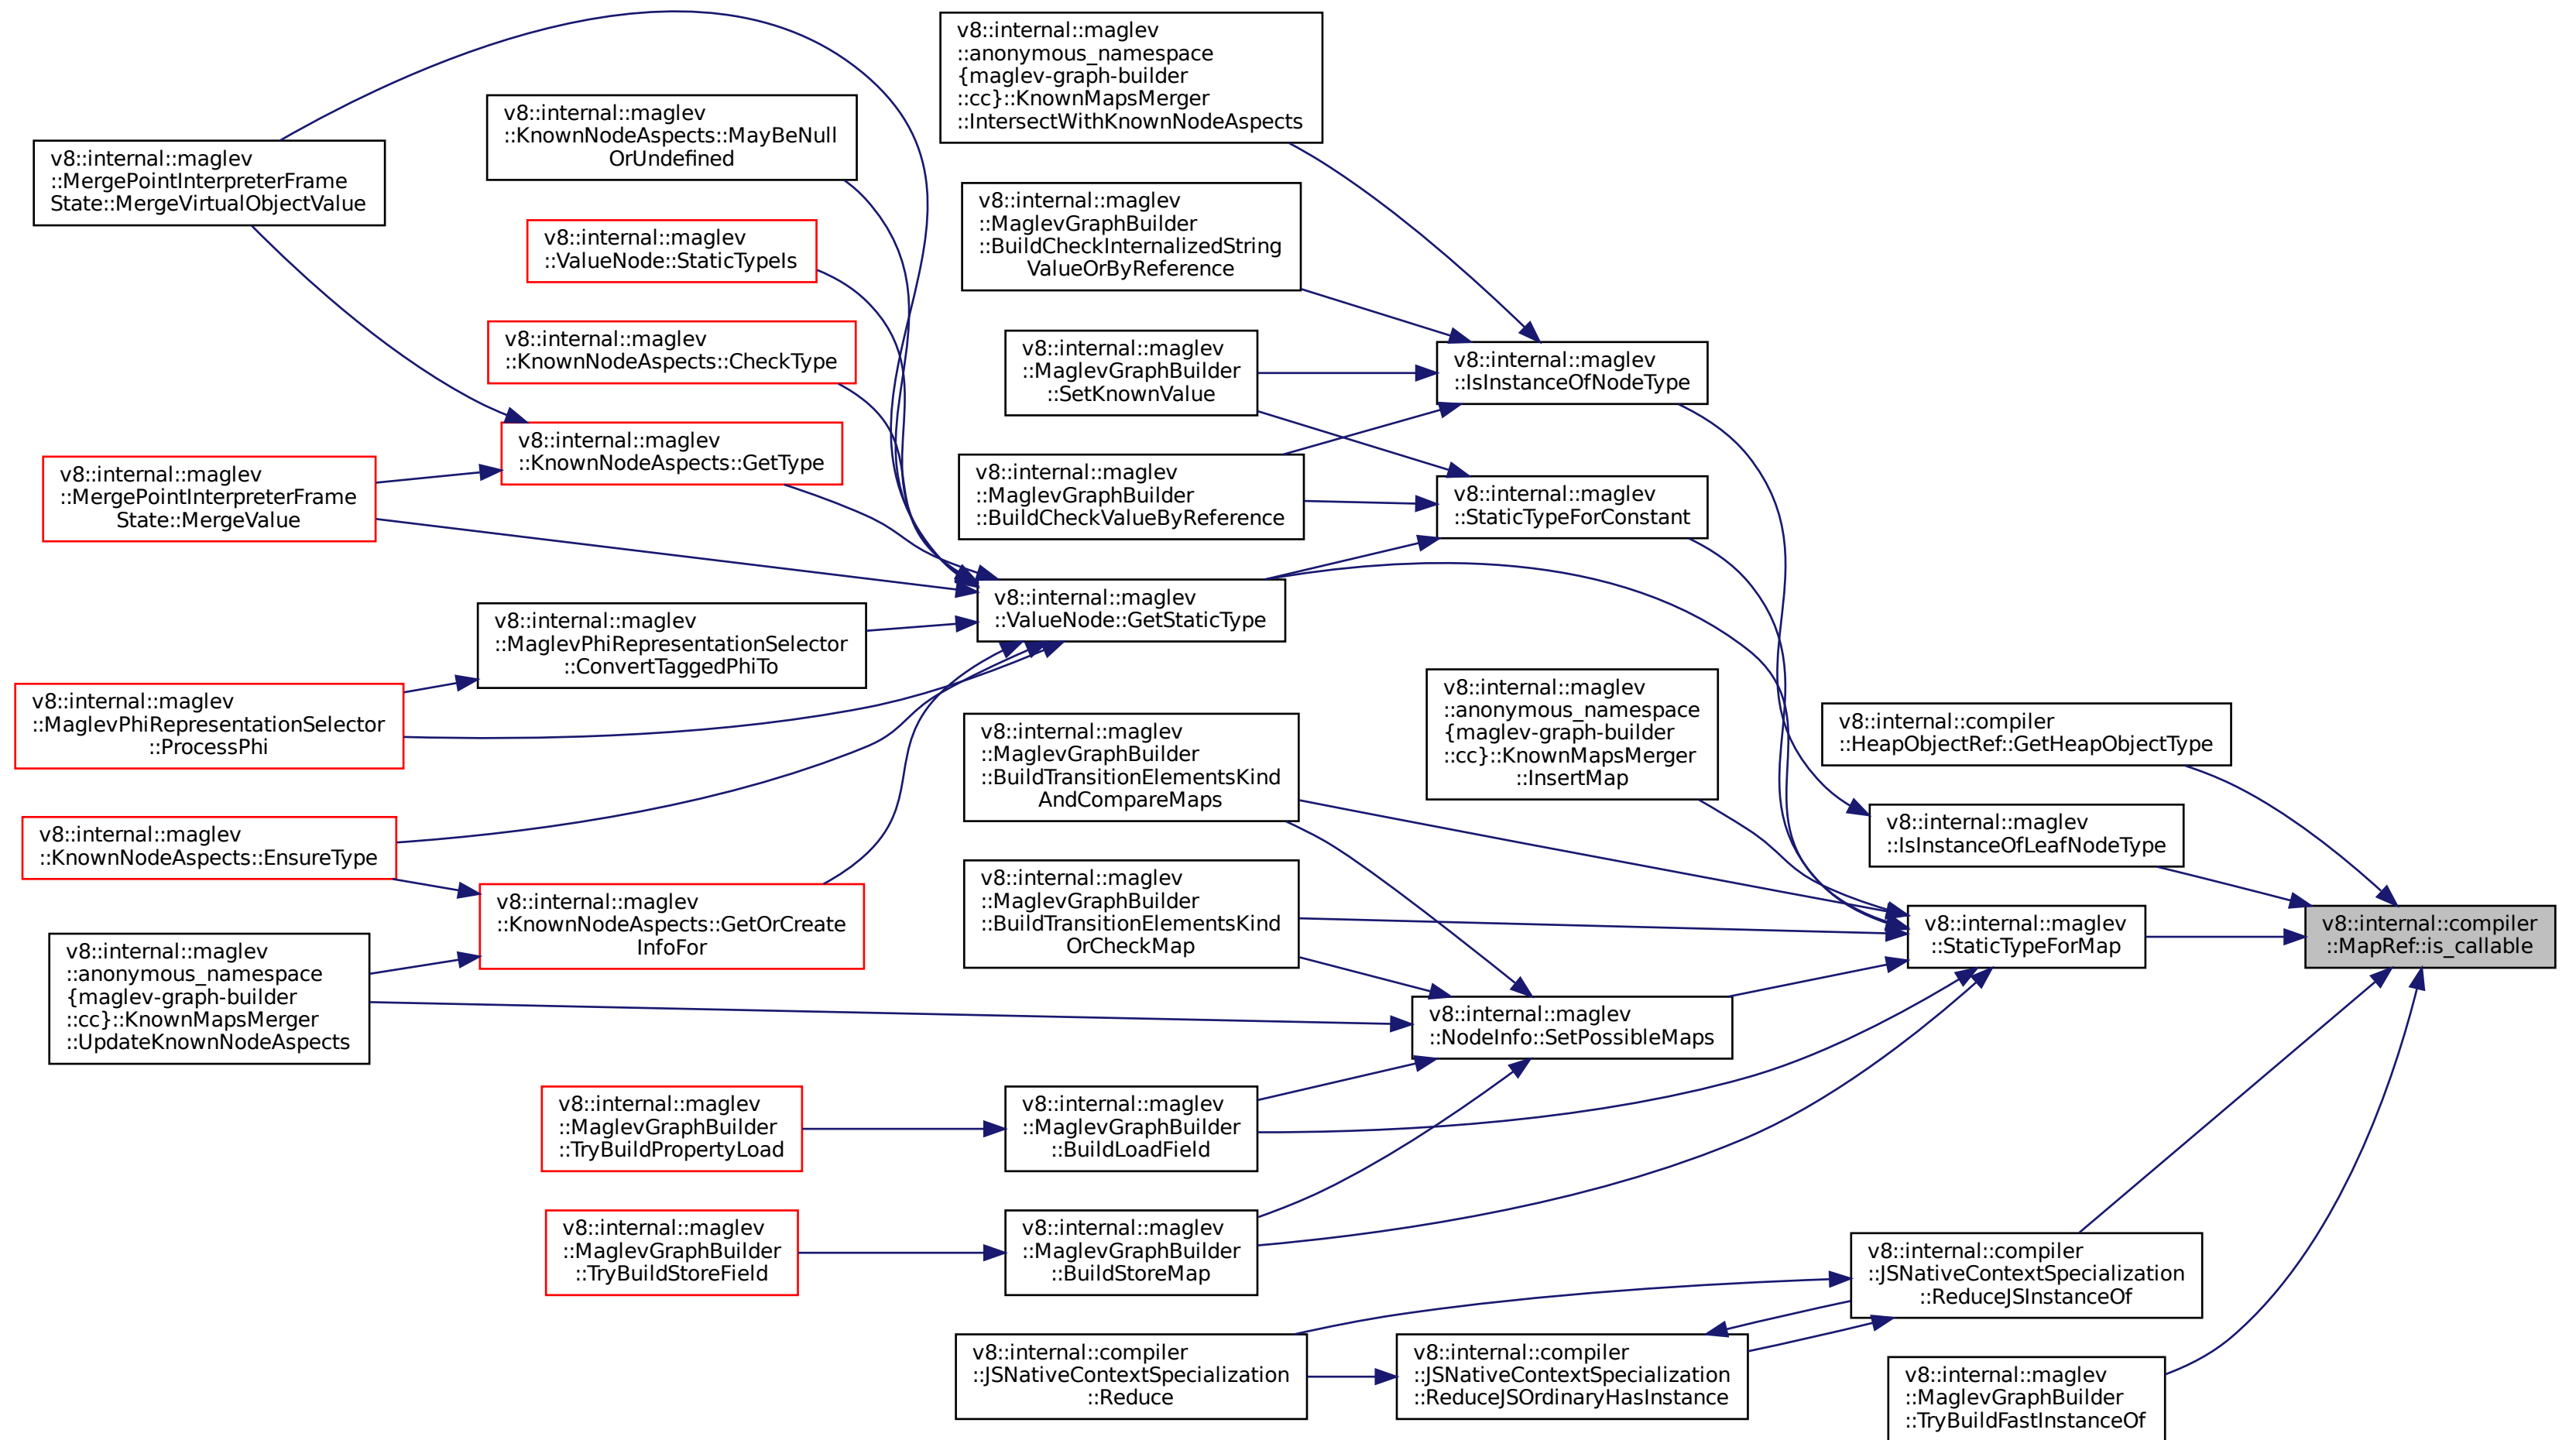 v8::internal::maglev
::MergePointInterpreterFrame
State::MergeVirtualObjectValue
v8::internal::maglev
::MergePointInterpreterFrame
State::MergeValue
v8::internal::maglev
::MaglevPhiRepresentationSelector
::ProcessPhi
v8::internal::maglev
::KnownNodeAspects::EnsureType
v8::internal::maglev
::anonymous_namespace
{maglev-graph-builder
::cc}::KnownMapsMerger
::UpdateKnownNodeAspects
v8::internal::maglev
::KnownNodeAspects::MayBeNull
OrUndefined
v8::internal::maglev
::ValueNode::StaticTypeIs
v8::internal::maglev
::KnownNodeAspects::CheckType
v8::internal::maglev
::KnownNodeAspects::GetType
v8::internal::maglev
::MaglevPhiRepresentationSelector
::ConvertTaggedPhiTo
v8::internal::maglev
::KnownNodeAspects::GetOrCreate
InfoFor
v8::internal::maglev
::MaglevGraphBuilder
::TryBuildPropertyLoad
v8::internal::maglev
::MaglevGraphBuilder
::TryBuildStoreField
v8::internal::maglev
::anonymous_namespace
{maglev-graph-builder
::cc}::KnownMapsMerger
::IntersectWithKnownNodeAspects
v8::internal::maglev
::MaglevGraphBuilder
::BuildCheckInternalizedString
ValueOrByReference
v8::internal::maglev
::MaglevGraphBuilder
::SetKnownValue
v8::internal::maglev
::MaglevGraphBuilder
::BuildCheckValueByReference
v8::internal::maglev
::ValueNode::GetStaticType
v8::internal::maglev
::MaglevGraphBuilder
::BuildTransitionElementsKind
AndCompareMaps
v8::internal::maglev
::MaglevGraphBuilder
::BuildTransitionElementsKind
OrCheckMap
v8::internal::maglev
::MaglevGraphBuilder
::BuildLoadField
v8::internal::maglev
::MaglevGraphBuilder
::BuildStoreMap
v8::internal::compiler
::JSNativeContextSpecialization
::Reduce
v8::internal::maglev
::IsInstanceOfNodeType
v8::internal::maglev
::StaticTypeForConstant
v8::internal::maglev
::anonymous_namespace
{maglev-graph-builder
::cc}::KnownMapsMerger
::InsertMap
v8::internal::maglev
::NodeInfo::SetPossibleMaps
v8::internal::compiler
::JSNativeContextSpecialization
::ReduceJSOrdinaryHasInstance
v8::internal::compiler
::HeapObjectRef::GetHeapObjectType
v8::internal::maglev
::IsInstanceOfLeafNodeType
v8::internal::maglev
::StaticTypeForMap
v8::internal::compiler
::JSNativeContextSpecialization
::ReduceJSInstanceOf
v8::internal::maglev
::MaglevGraphBuilder
::TryBuildFastInstanceOf
v8::internal::compiler
::MapRef::is_callable